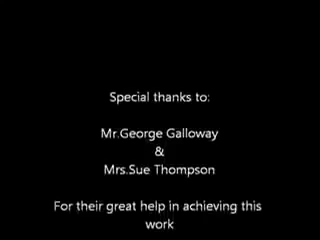 Special thanks to:
Mr.George Galloway
&
Mrs.Sue Thompson
For their great help in achieving this
work